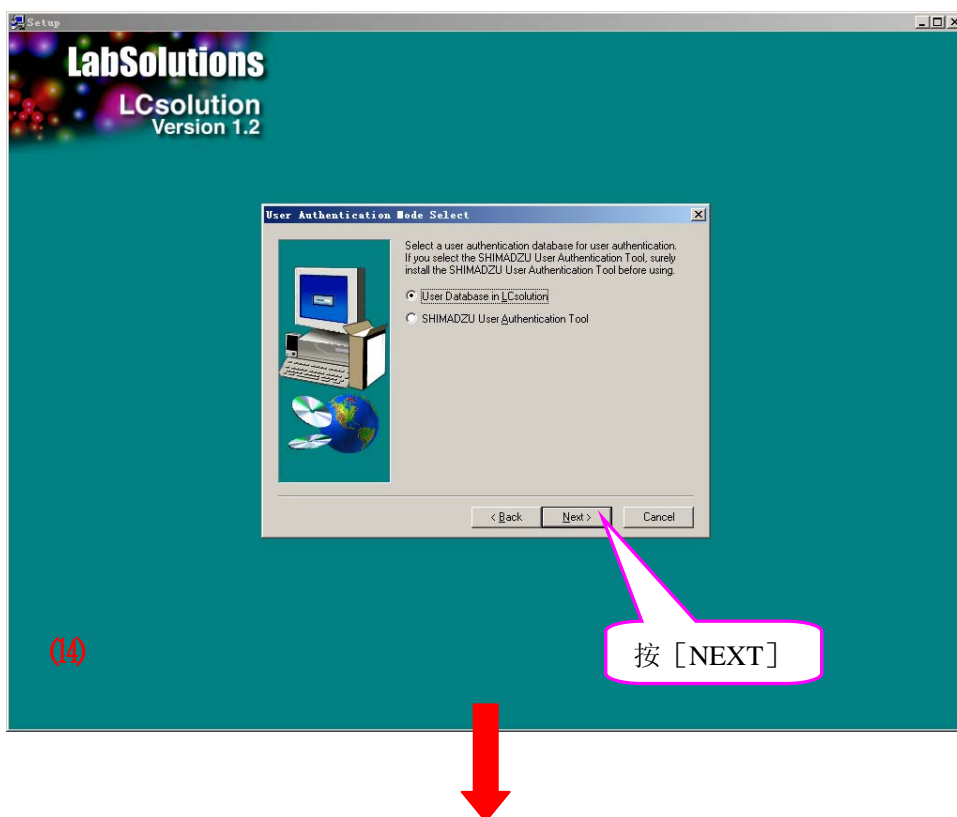 Setup
LabSolutions
LCsolution
Version 1.2
User Authentication Mode Select
Select a user authentication database for user authentication.
If you select the SHIMADZU User Authentication Tool, surely
install the SHIMADZU User Authentication Tool before using.
User Database in LCsolution
SHIMADZU User Authentication Tool
< Back
Next >
Cancel
(14)
按［NEXT］